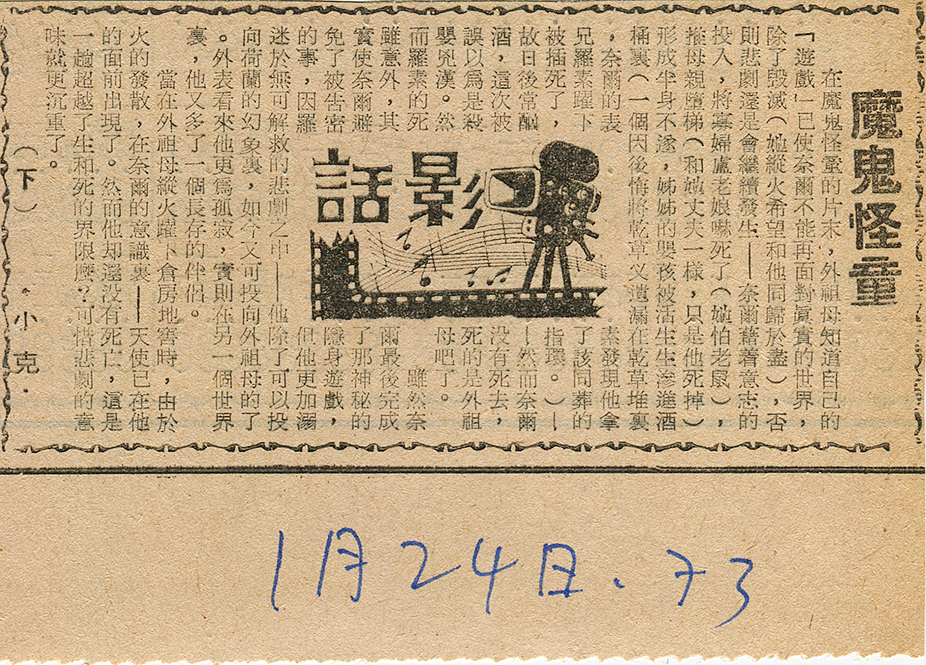 魔鬼怪童
影話
在魔鬼怪童的片末，外祖母知道自己的
「遊戲」已使奈爾不能再面對眞實的世界，
除了毀滅（她縱火希望和他同歸於盡），否
則悲劇還是會繼續發生——奈爾藉着意志的
投入，將寡婦盧老娘嚇死了（她怕老鼠），
推母親墮梯（和她丈夫一樣，只是他死掉）
形成半身不遂，姊姊的嬰孩被活生生滲進酒
桶裏（一個因後悔將乾草义遺漏在乾草堆裏
，奈爾的表
兄羅素躍下
被插死了，
故日後常酗
酒，這次被
誤以爲是殺
嬰兇漢。然
而羅素的死
雖意外，其
實使奈爾避
免了被告密
的事，因羅
素發現他拿
了該同葬的
指環。）—
—然而奈爾
没有死去，
死的是外祖
母吧了。
雖然奈
爾最後完成
了那神秘的
隱身遊戲，
但他更加溺
迷於無可解救的悲劇之中——他除了可以投
向荷蘭的幻象裏，如今又可投向外祖母的了
。外表看來他更爲孤寂，實則在另一個世界
裏，他又多了一個長存的伴侶。
當在外祖母縱火躍下倉房地窖時，由於
火的發散，在奈爾的意識裏——天使已在他
的面前出現了。然而他却還没有死亡，這是
一趟超越了生和死的界限麼？可惜悲劇的意
味就更沉重了。
（下）·小克·
1月24日.73